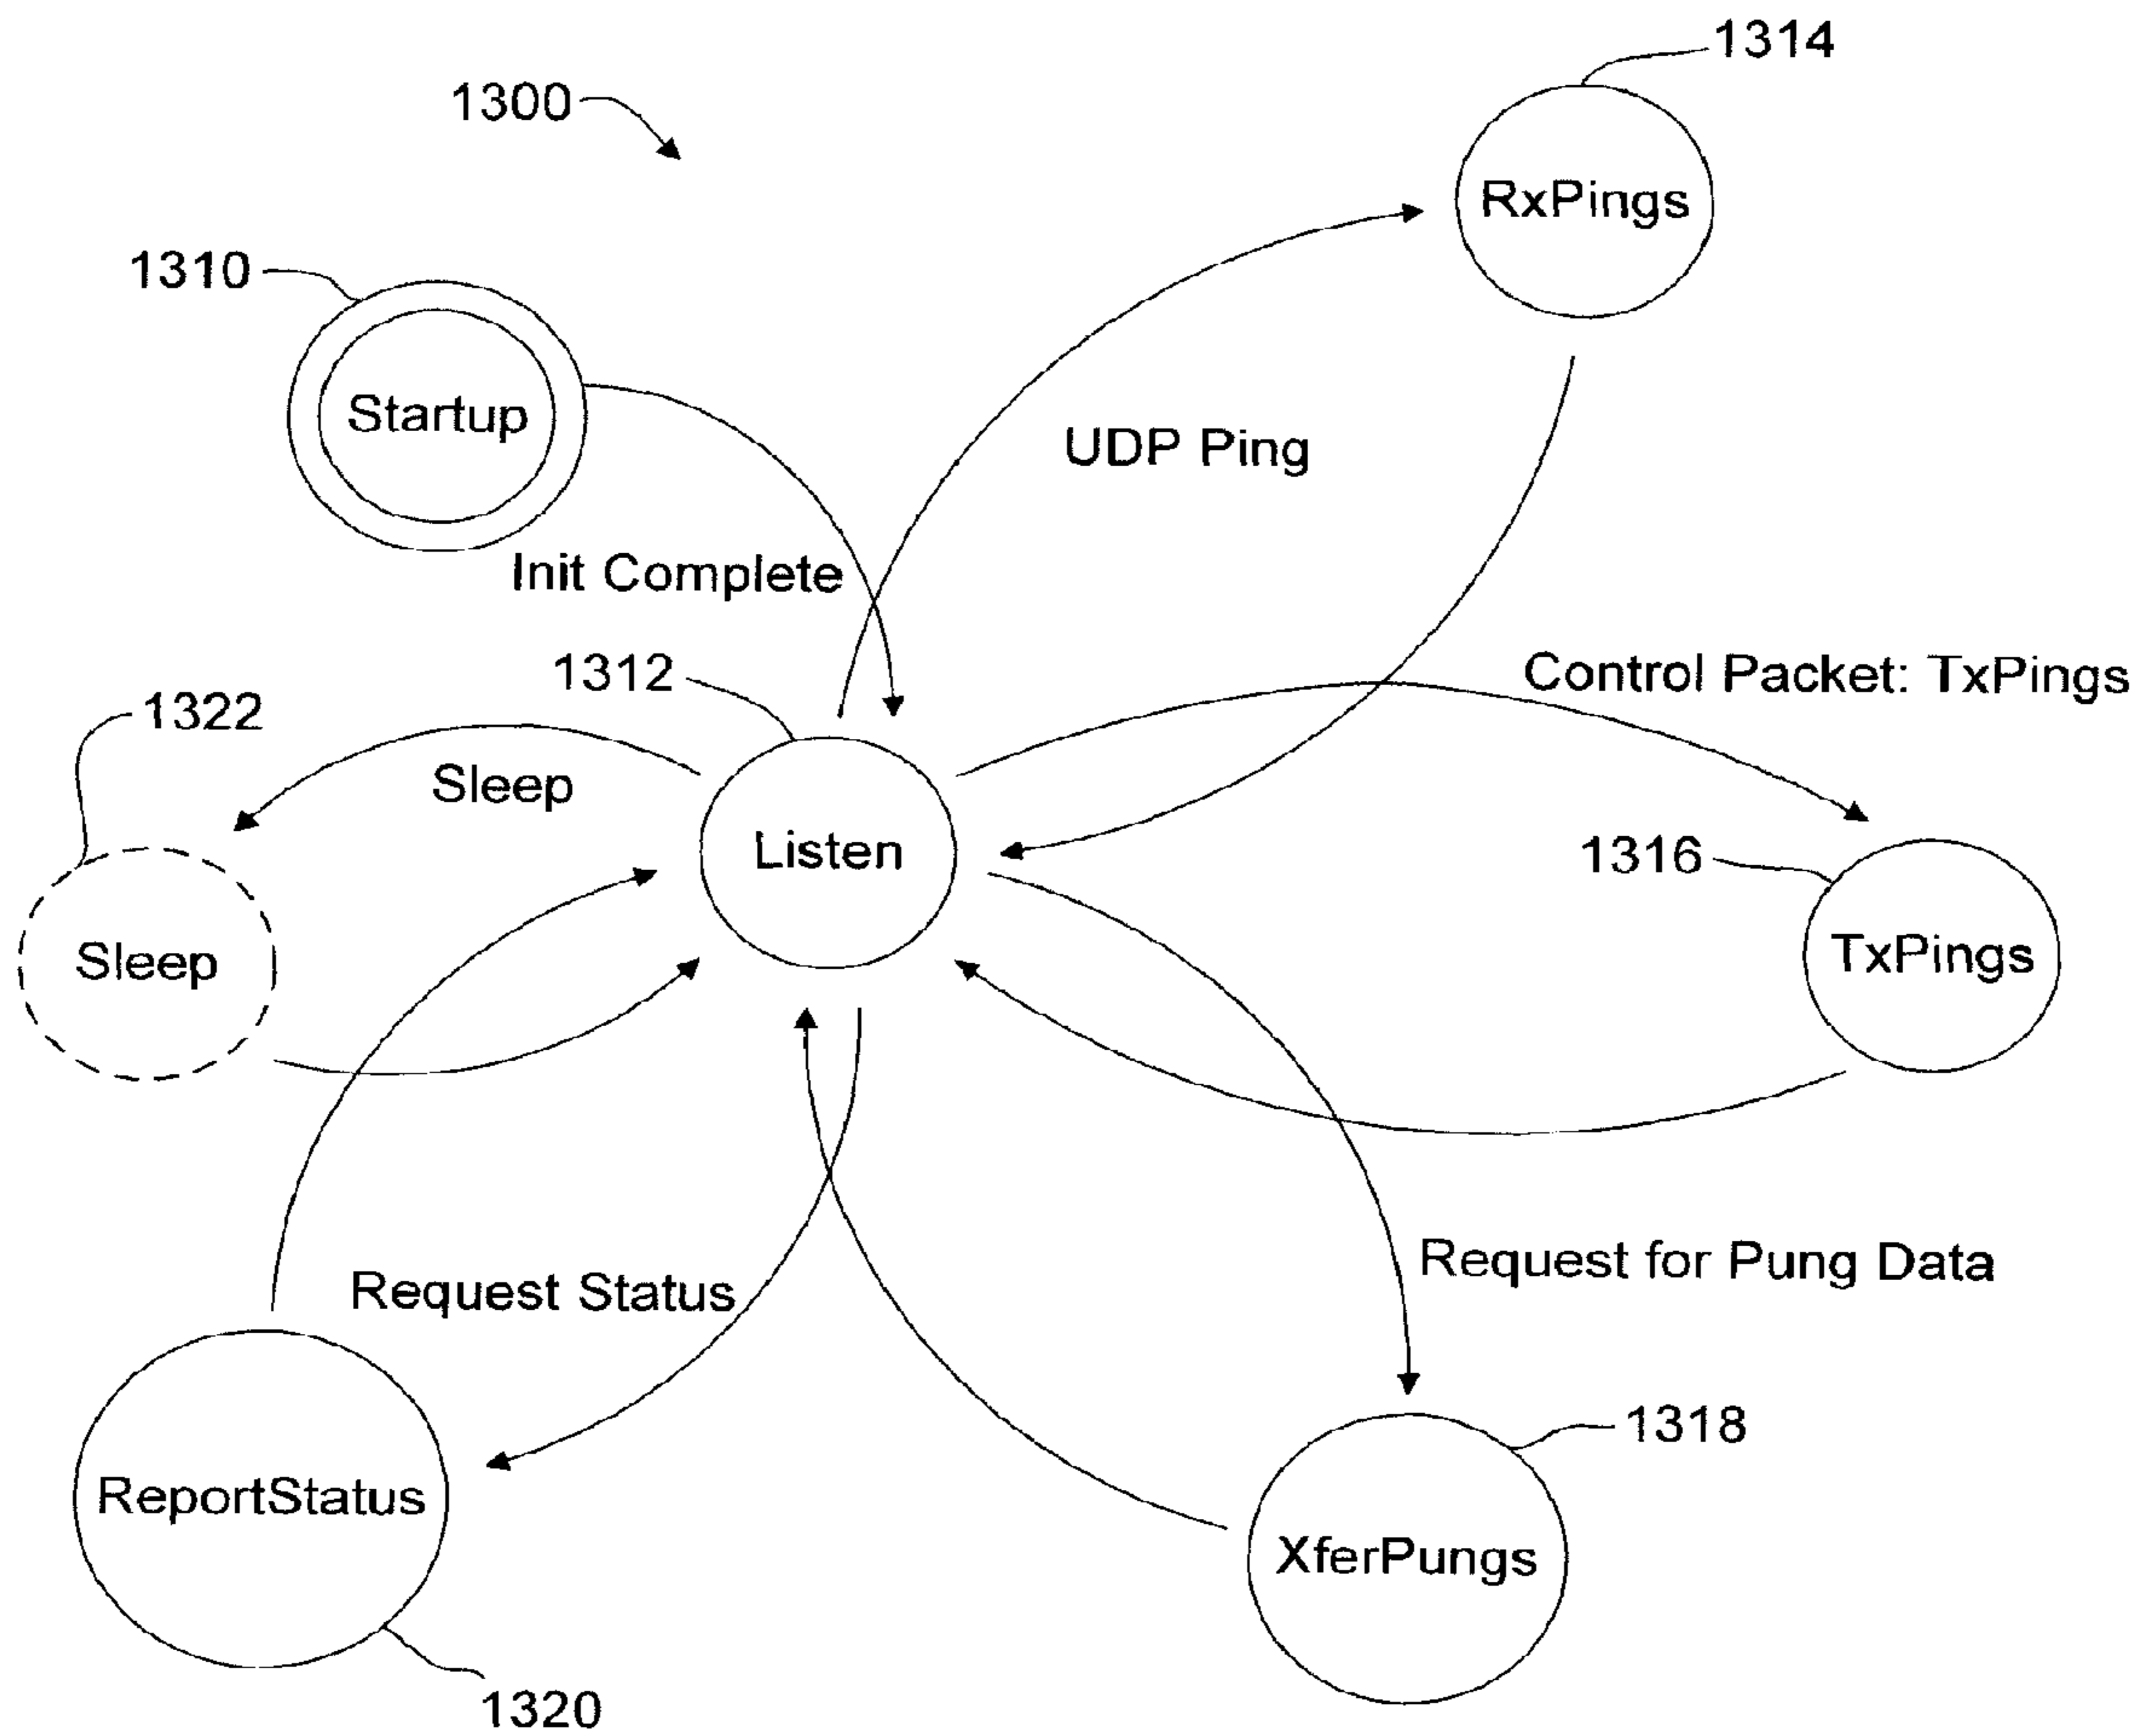 1314
1300
RxPings
1310
Startup
UDP Ping
Init Complete
1312
Control Packet: TxPings
1322
Sleep
Listen
1316
Sleep
TxPings
Request for Pung Data
Request Status
1318
ReportStatus
XferPungs
1320